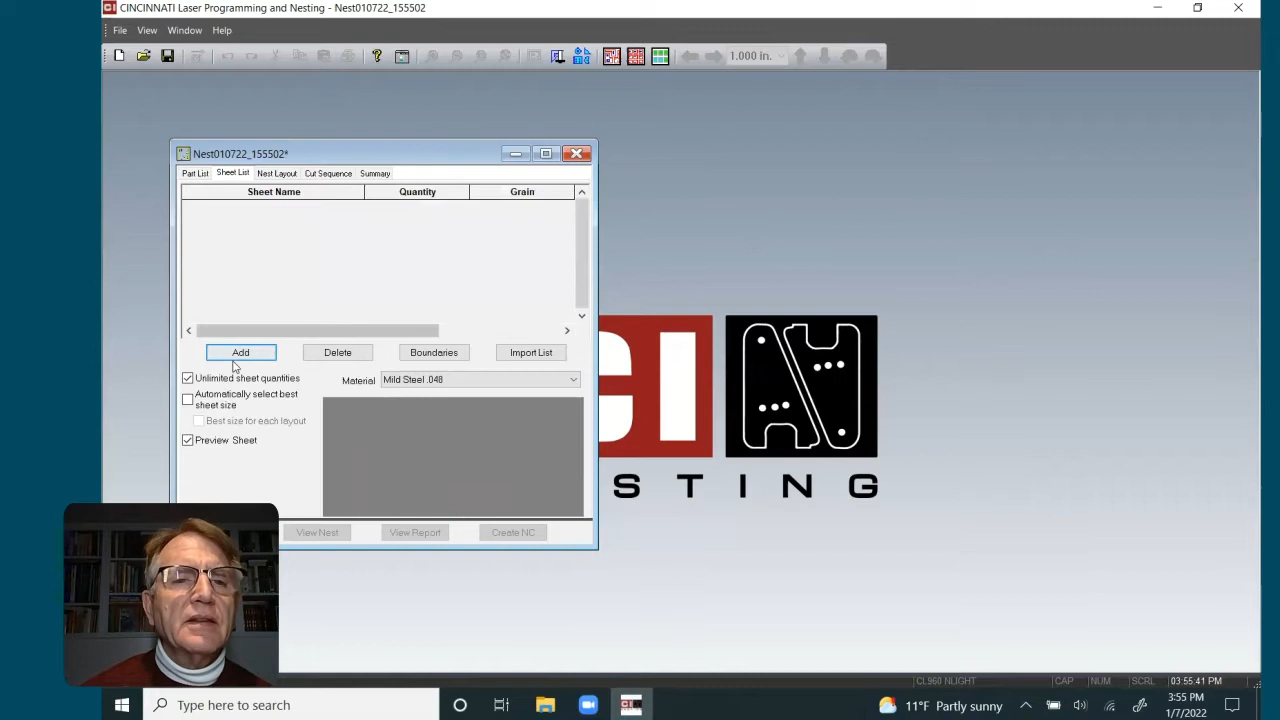 CINCINNATI Laser Programming and Nesting - Nest010722_155502
File View Window Help
1.000 in.
Nest010722_155502*
Part List Sheet List Nest Layout Cut Sequence Summary
Sheet Name Quantity Grain
Add Delete Boundaries Import List
Unlimited sheet quantities
Material Mild Steel .048
Automatically select best
sheet size
Best size for each layout
Preview Sheet
View Nest View Report Create NC
CI
STING
CL960 NLIGHT CAP NUM SCRL 03:55:41 PM
Type here to search
11°F Partly sunny
3:55 PM
1/7/2022